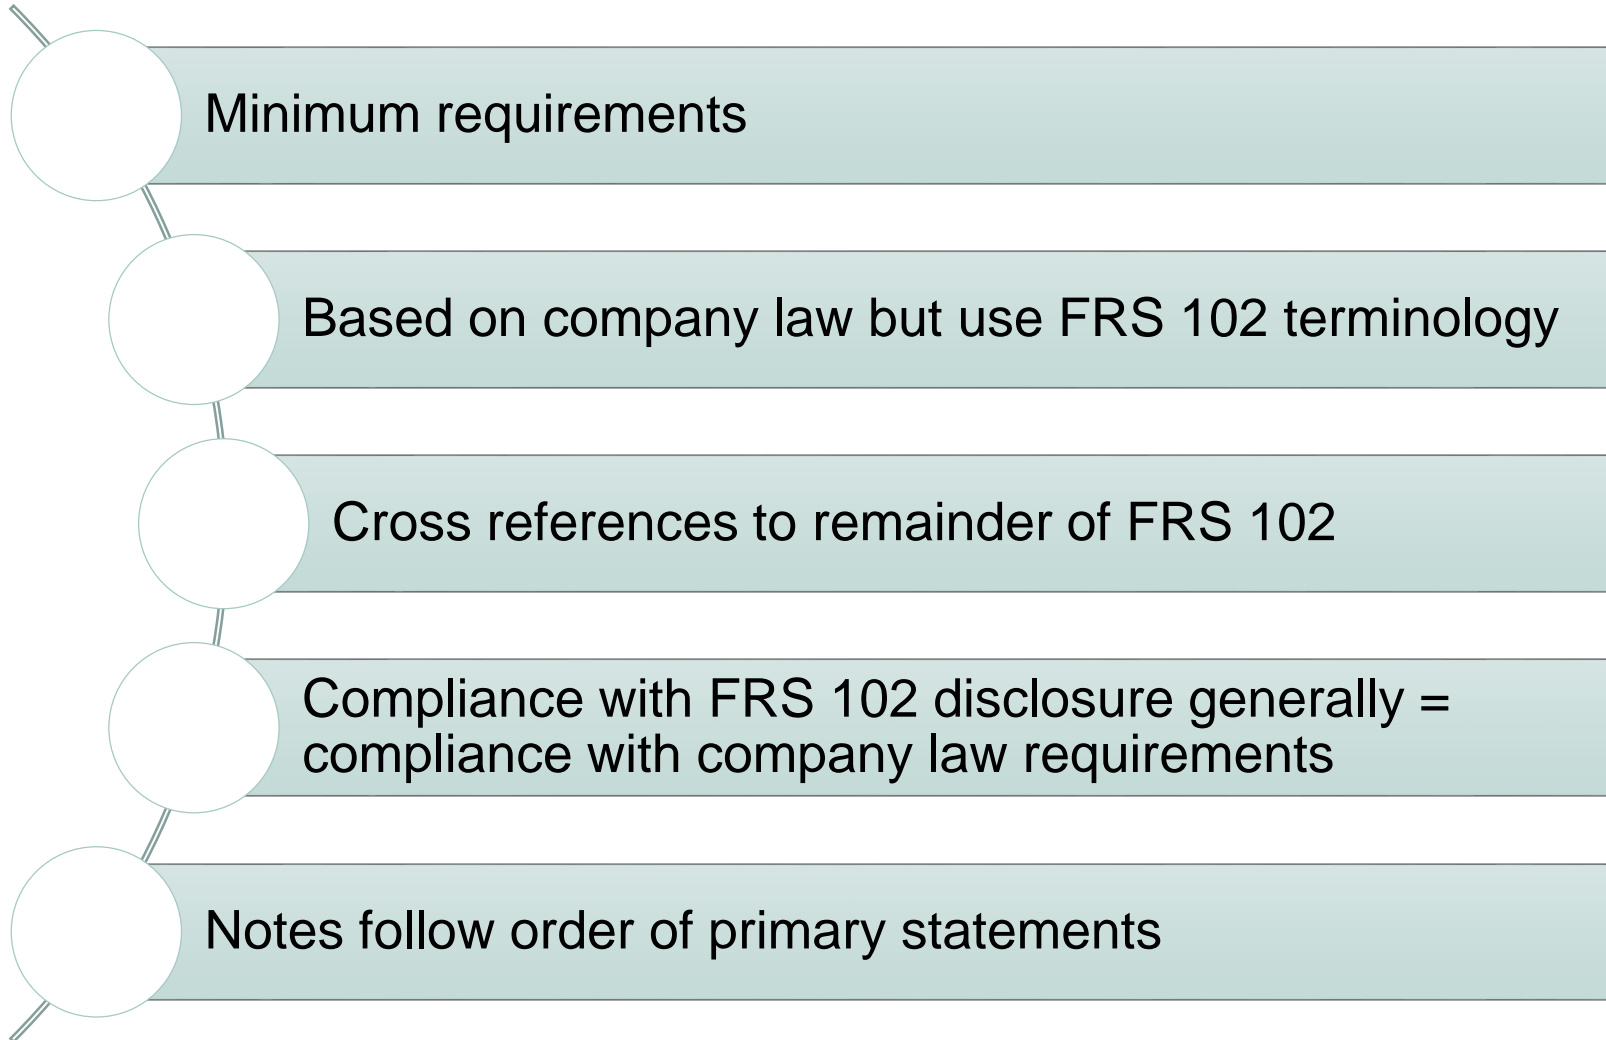 Minimum requirements
Based on company law but use FRS 102 terminology
Cross references to remainder of FRS 102
Compliance with FRS 102 disclosure generally =
compliance with company law requirements
Notes follow order of primary statements